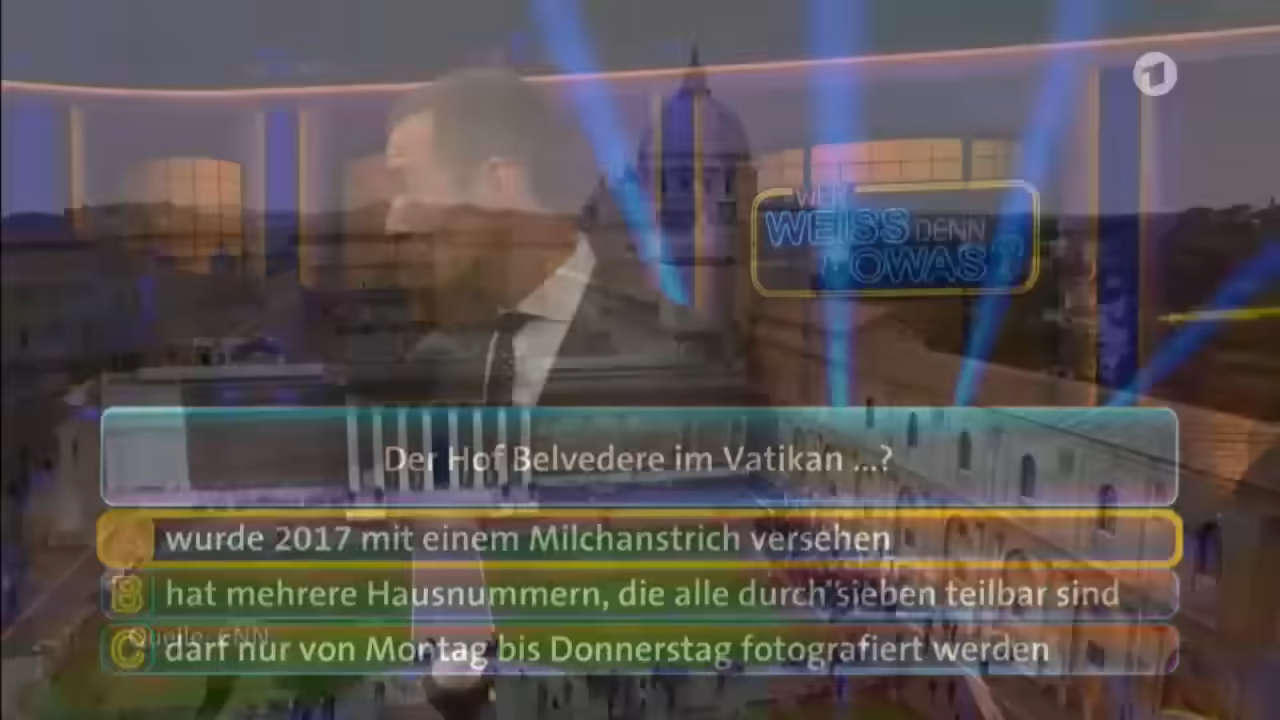 WER
WEISS DENN
SOWAS?
Der Hof Belvedere im Vatikan ...?
wurde 2017 mit einem Milchanstrich versehen
B hat mehrere Hausnummern, die alle durch sieben teilbar sind
Quelle: CNN
C darf nur von Montag bis Donnerstag fotografiert werden